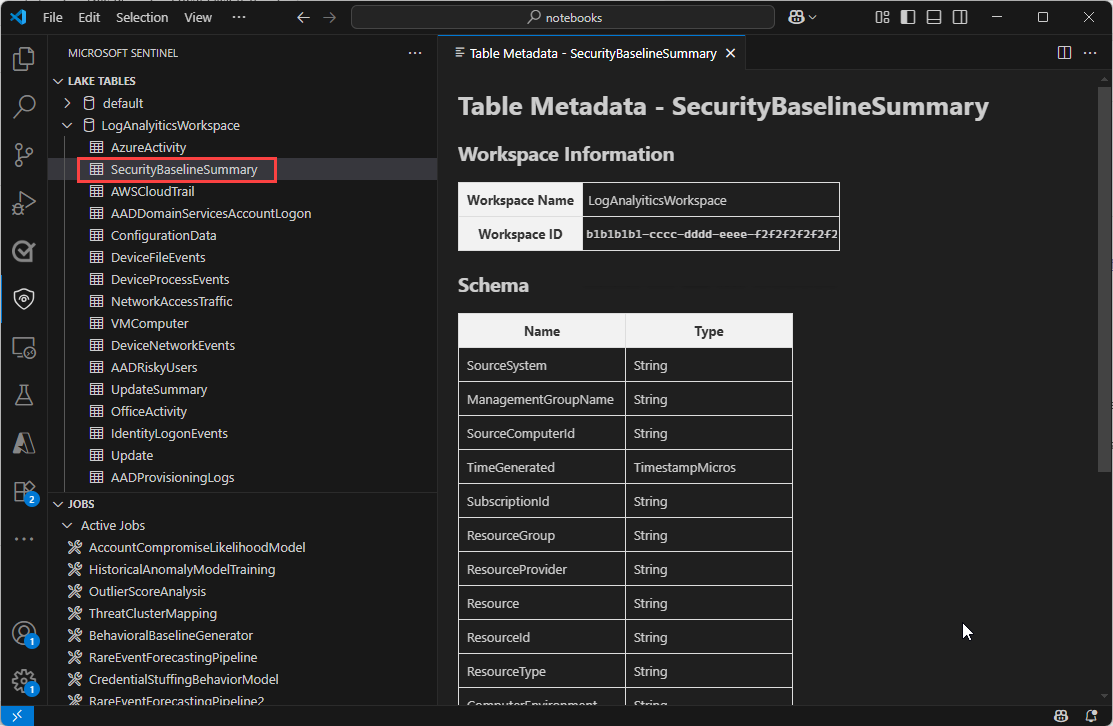 File Edit Selection View ··· notebooks
MICROSOFT SENTINEL ···
LAKE TABLES
default
LogAnalyiticsWorkspace
AzureActivity
SecurityBaselineSummary
AWSCloudTrail
AADDomainServicesAccountLogon
ConfigurationData
DeviceFileEvents
DeviceProcessEvents
NetworkAccessTraffic
VMComputer
DeviceNetworkEvents
AADRiskyUsers
UpdateSummary
OfficeActivity
IdentityLogonEvents
Update
AADProvisioningLogs
JOBS
Active Jobs
AccountCompromiseLikelihoodModel
HistoricalAnomalyModelTraining
OutlierScoreAnalysis
ThreatClusterMapping
BehavioralBaselineGenerator
RareEventForecastingPipeline
CredentialStuffingBehaviorModel
RareEventForecastingPipeline2
2
1
1
Table Metadata - SecurityBaselineSummary
Table Metadata - SecurityBaselineSummary
Workspace Information
Workspace Name LogAnalyiticsWorkspace
Workspace ID b1b1b1b1-cccc-dddd-eeee-f2f2f2f2f2f2
Schema
Name Type
SourceSystem String
ManagementGroupName String
SourceComputerId String
TimeGenerated TimestampMicros
SubscriptionId String
ResourceGroup String
ResourceProvider String
Resource String
ResourceId String
ResourceType String
ComputerEnvironment String